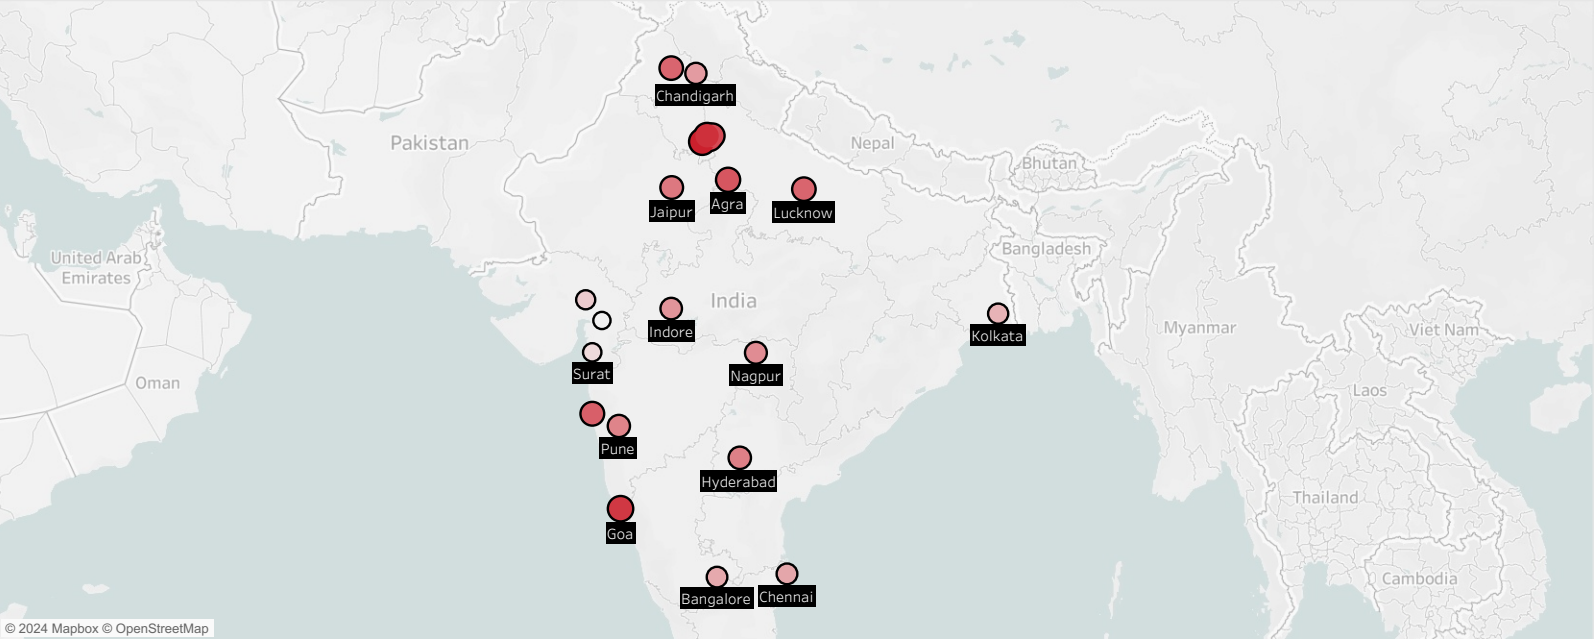 Chandigarh
Pakistan
Nepal
Bhutan
Jaipur
Agra
Lucknow
Bangladesh
United Arab
Emirates
India
Indore
Kolkata
Myanmar
Viet Nam
Surat
Nagpur
Oman
Laos
Pune
Hyderabad
Thailand
Goa
Bangalore
Chennai
Cambodia
© 2024 Mapbox © OpenStreetMap